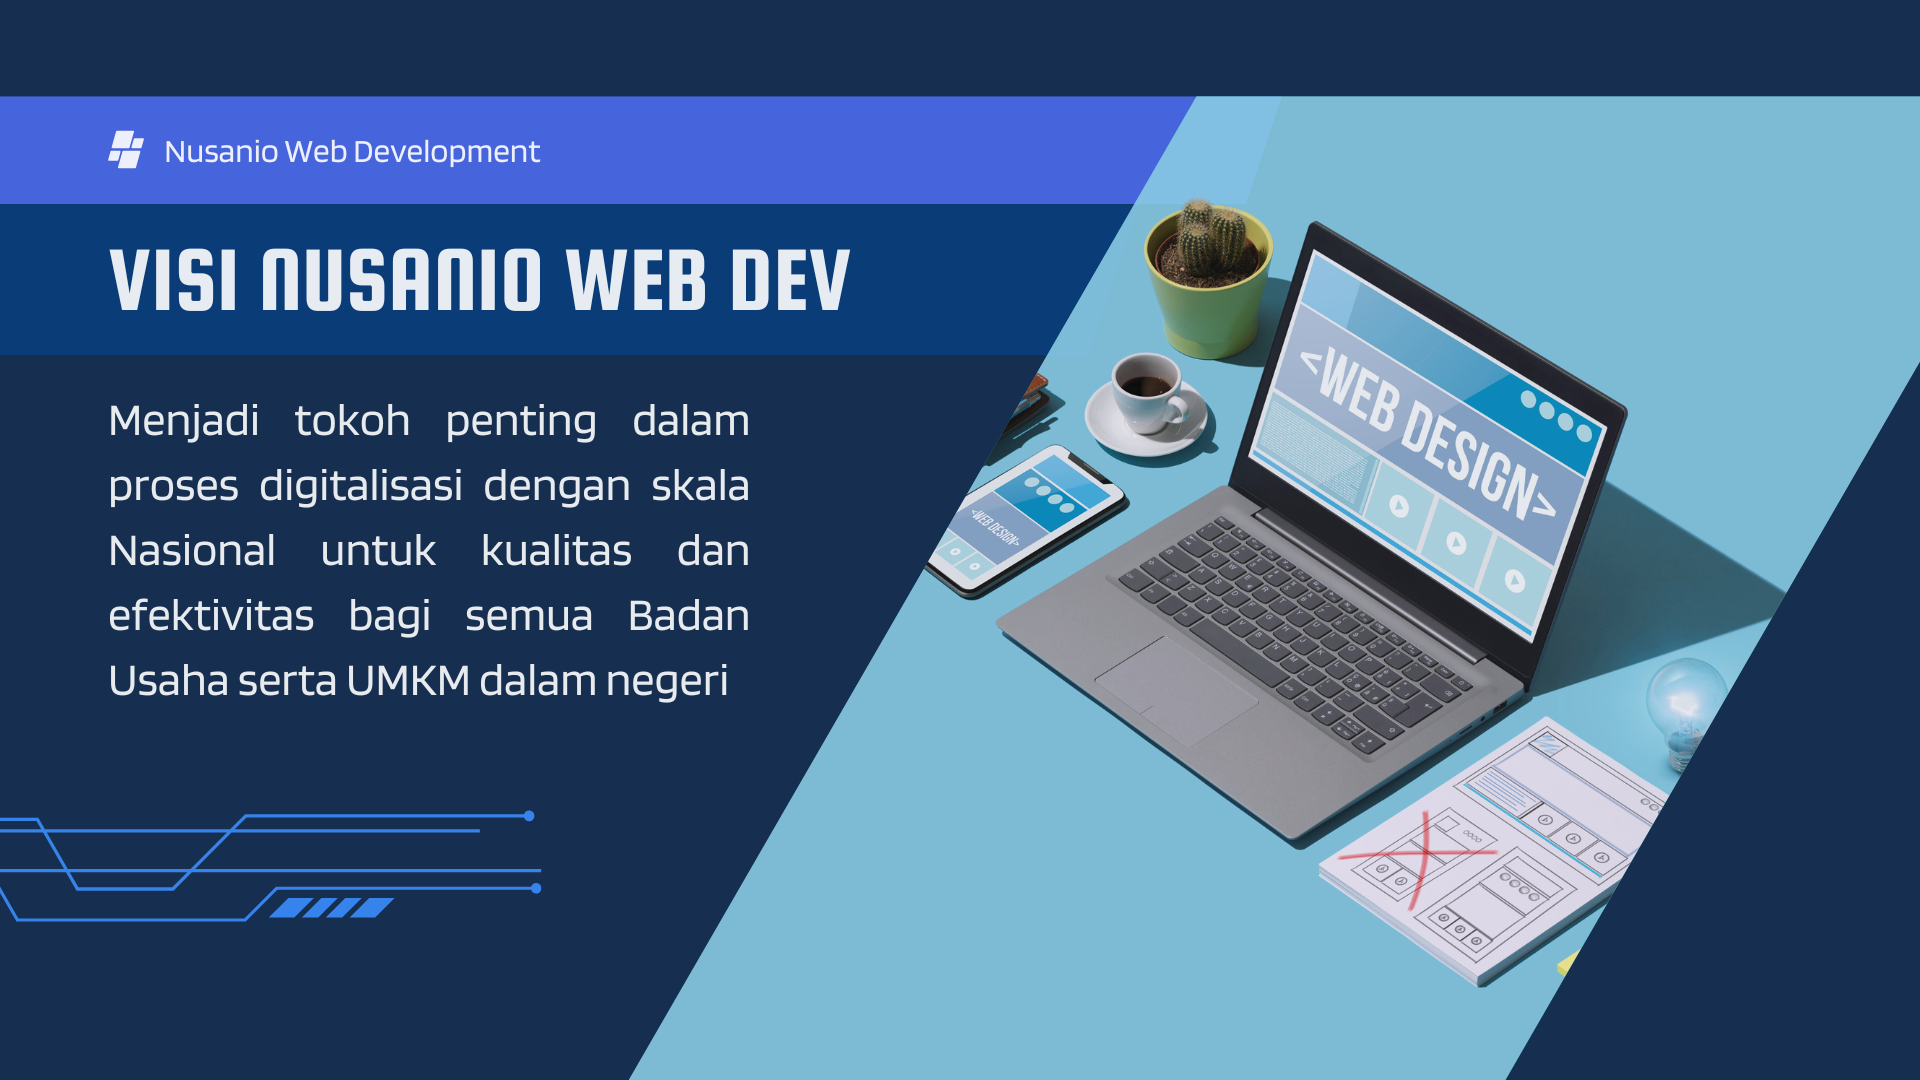 Nusanio Web Development
VISI NUSANIO WEB DEV
Menjadi tokoh penting dalam
proses digitalisasi dengan skala
Nasional untuk kualitas dan
efektivitas bagi semua Badan
Usaha serta UMKM dalam negeri
<WEB DESIGN>
<WEB DESIGN>